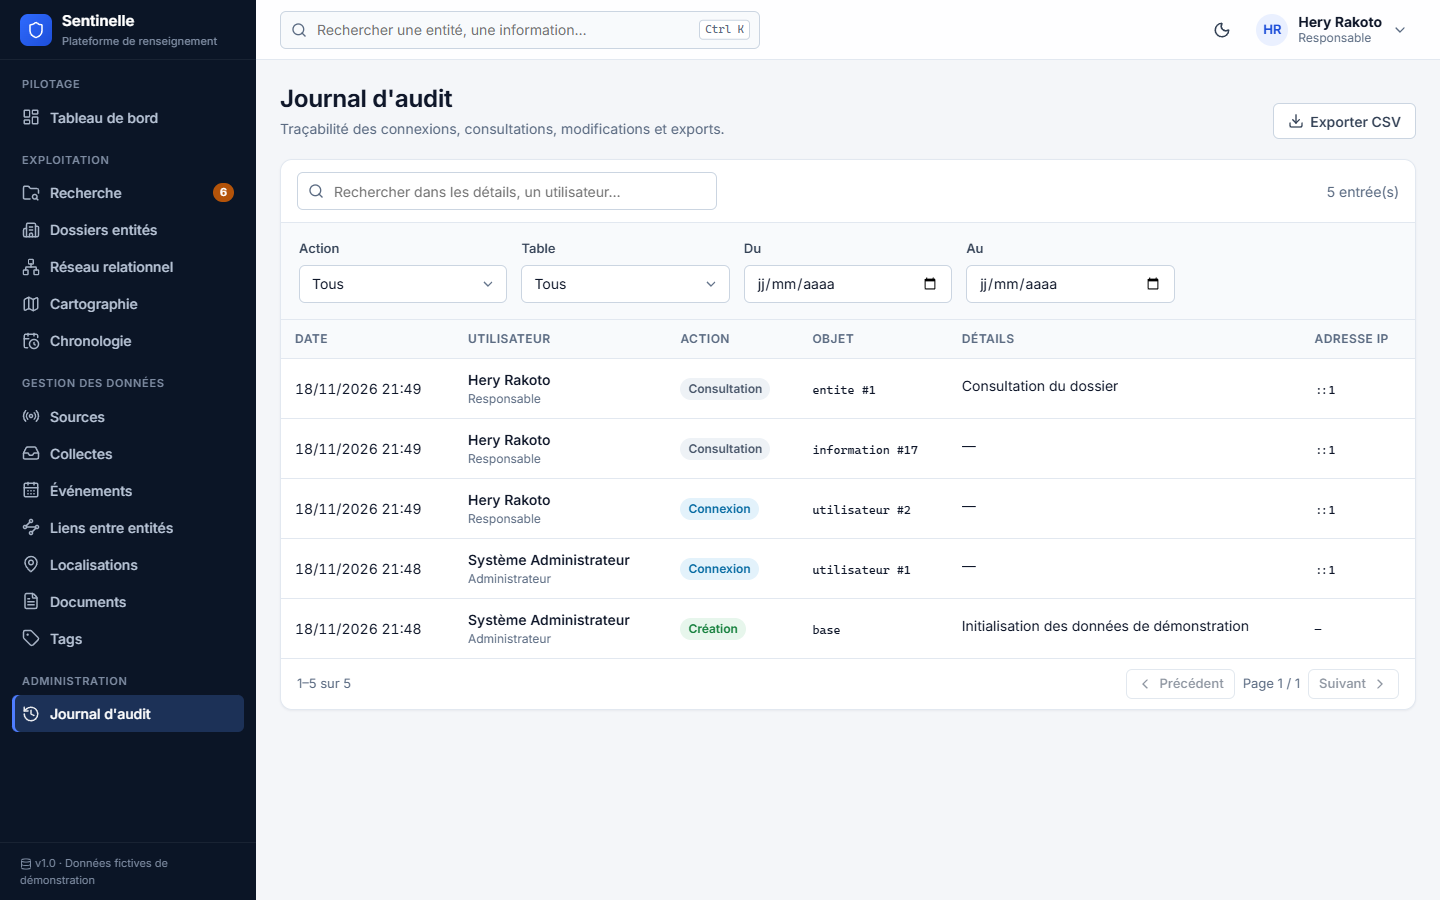 Sentinelle
Plateforme de renseignement
PILOTAGE
Tableau de bord
EXPLOITATION
Recherche 6
Dossiers entités
Réseau relationnel
Cartographie
Chronologie
GESTION DES DONNÉES
Sources
Collectes
Événements
Liens entre entités
Localisations
Documents
Tags
ADMINISTRATION
Journal d'audit
v1.0 · Données fictives de
démonstration
Rechercher une entité, une information... Ctrl K
HR Hery Rakoto
Responsable
Journal d'audit
Traçabilité des connexions, consultations, modifications et exports.
Exporter CSV
Rechercher dans les détails, un utilisateur... 5 entrée(s)
Action Table Du Au
Tous Tous jj/mm/aaaa jj/mm/aaaa
DATE UTILISATEUR ACTION OBJET DÉTAILS ADRESSE IP
18/11/2026 21:49 Hery Rakoto Consultation entite #1 Consultation du dossier ::1
Responsable
18/11/2026 21:49 Hery Rakoto Consultation information #17 — ::1
Responsable
18/11/2026 21:49 Hery Rakoto Connexion utilisateur #2 — ::1
Responsable
18/11/2026 21:48 Système Administrateur Connexion utilisateur #1 — ::1
Administrateur
18/11/2026 21:48 Système Administrateur Création base Initialisation des données de démonstration –
Administrateur
1–5 sur 5 Précédent Page 1 / 1 Suivant